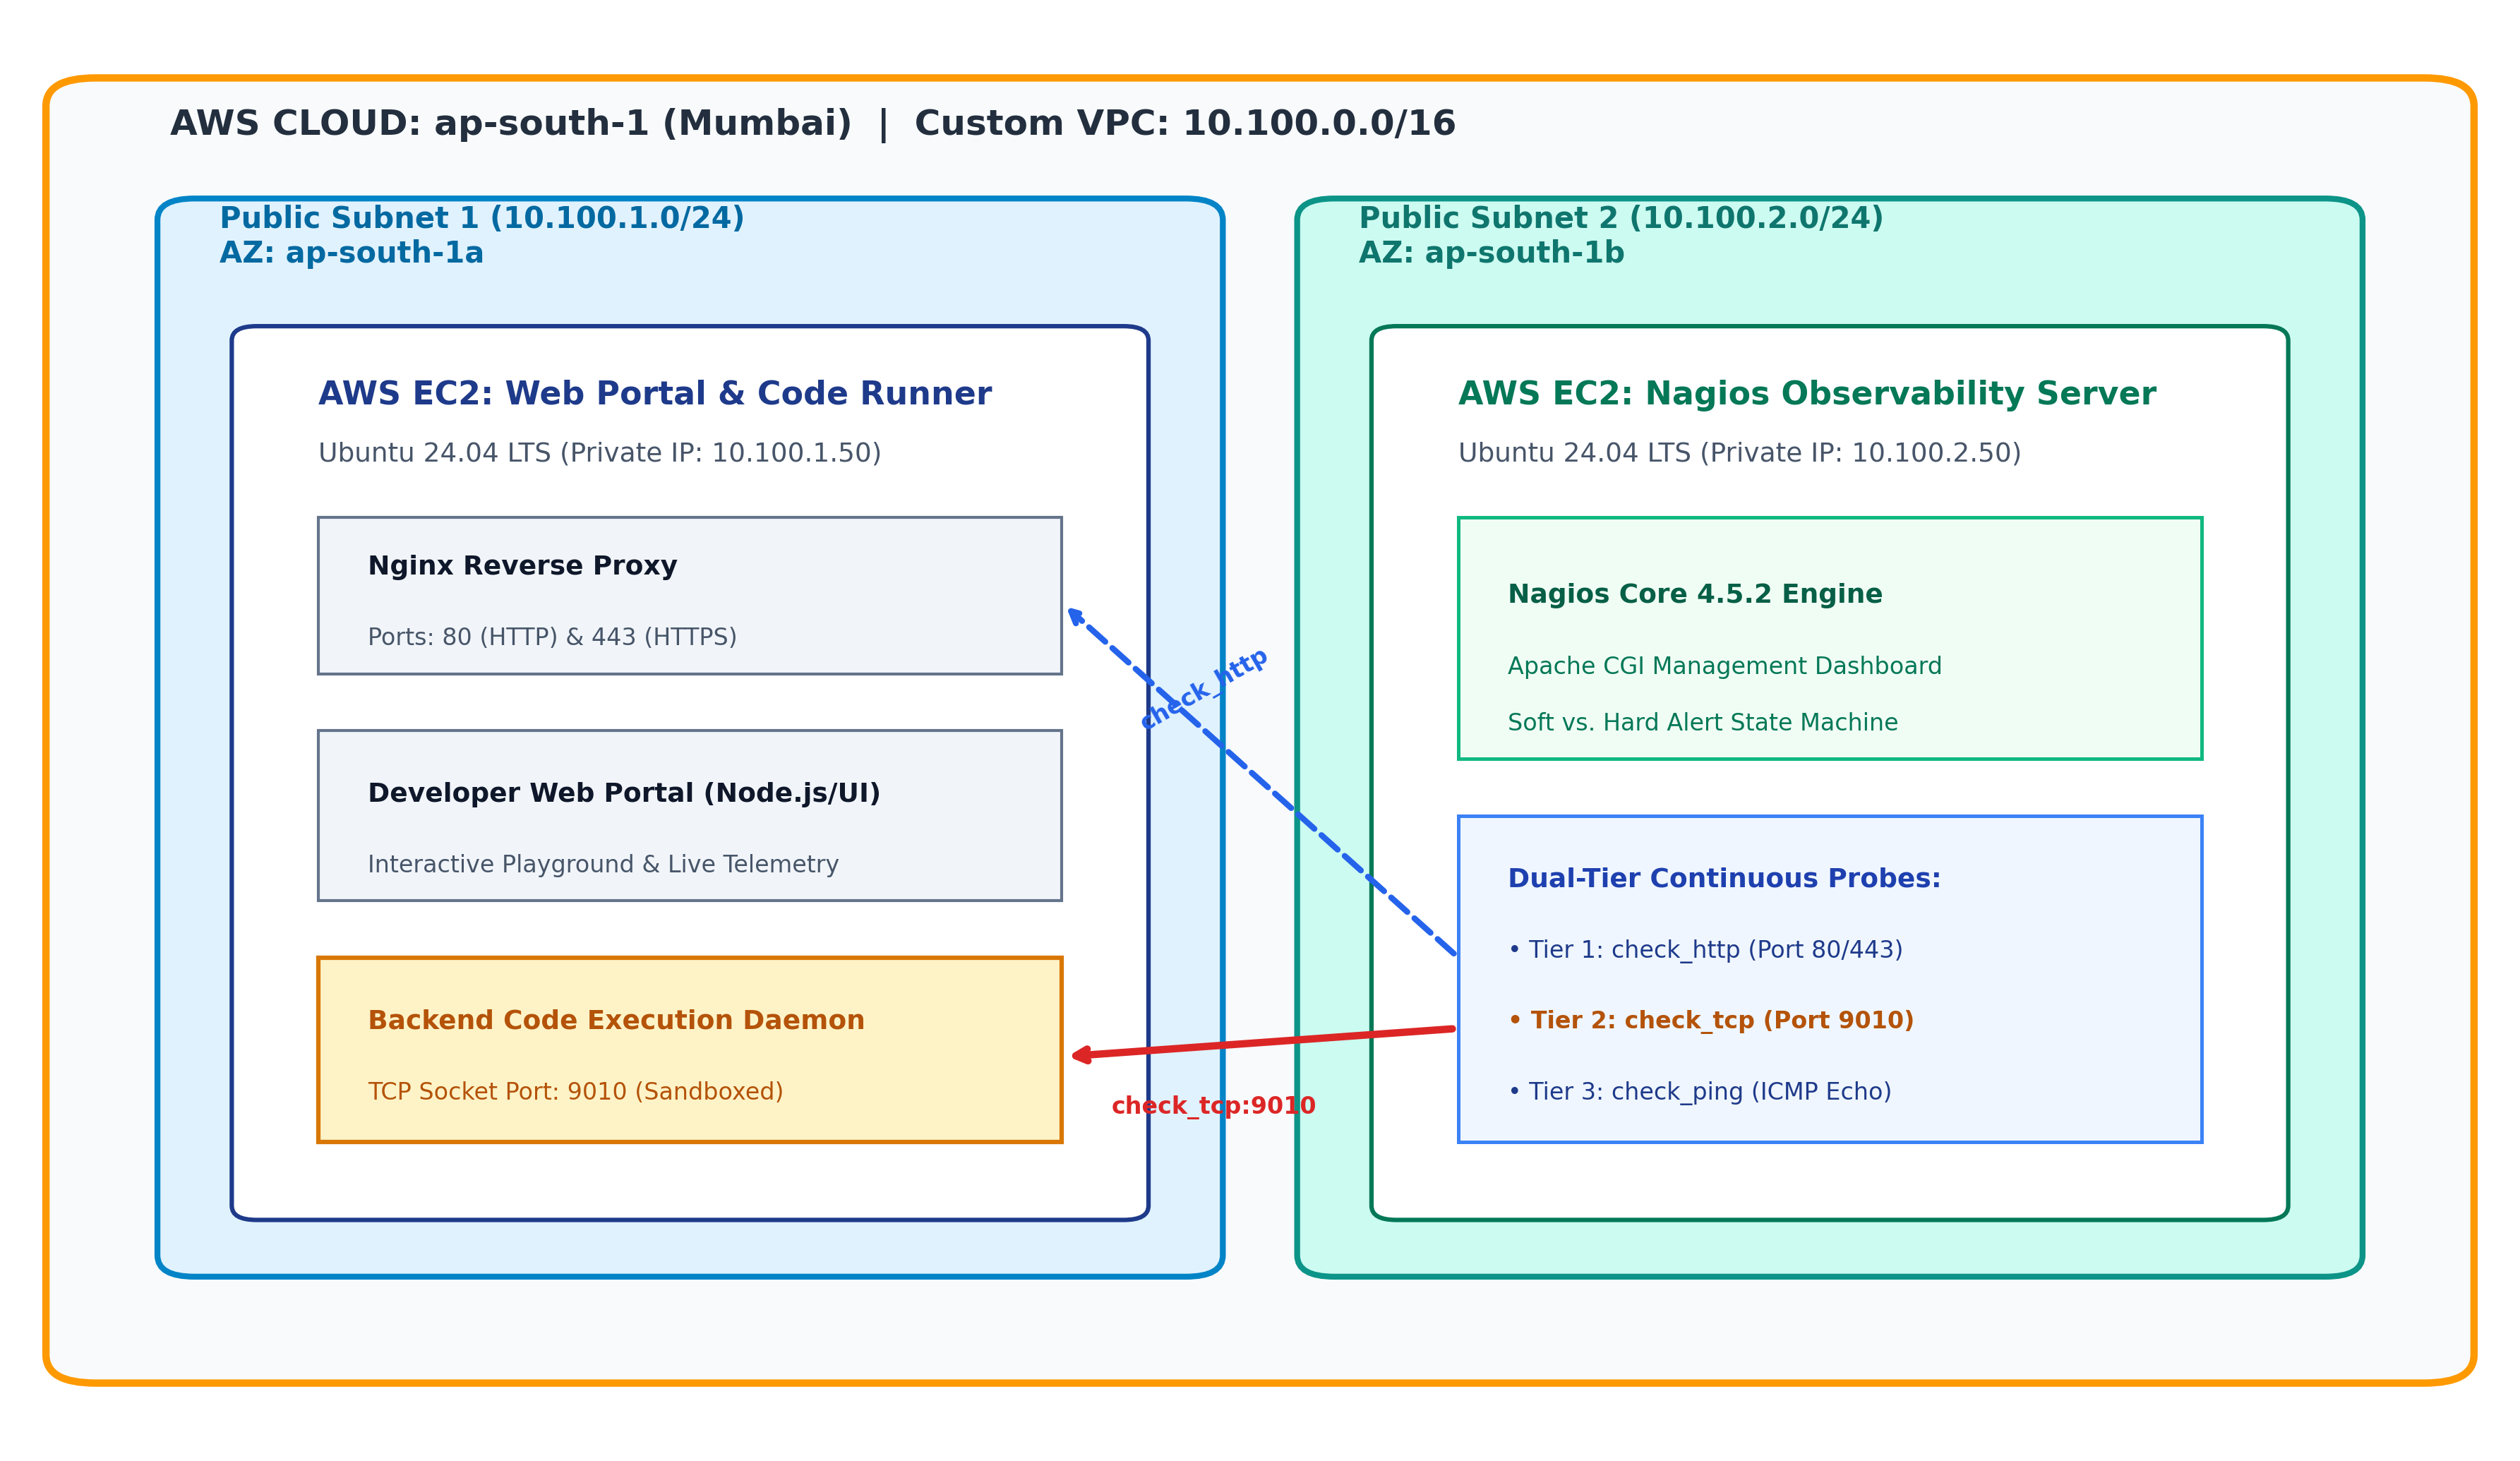 AWS CLOUD: ap-south-1 (Mumbai) | Custom VPC: 10.100.0.0/16
Public Subnet 1 (10.100.1.0/24)
AZ: ap-south-1a
AWS EC2: Web Portal & Code Runner
Ubuntu 24.04 LTS (Private IP: 10.100.1.50)
Nginx Reverse Proxy
Ports: 80 (HTTP) & 443 (HTTPS)
Developer Web Portal (Node.js/UI)
Interactive Playground & Live Telemetry
Backend Code Execution Daemon
TCP Socket Port: 9010 (Sandboxed)
check_http
check_tcp:9010
Public Subnet 2 (10.100.2.0/24)
AZ: ap-south-1b
AWS EC2: Nagios Observability Server
Ubuntu 24.04 LTS (Private IP: 10.100.2.50)
Nagios Core 4.5.2 Engine
Apache CGI Management Dashboard
Soft vs. Hard Alert State Machine
Dual-Tier Continuous Probes:
• Tier 1: check_http (Port 80/443)
• Tier 2: check_tcp (Port 9010)
• Tier 3: check_ping (ICMP Echo)